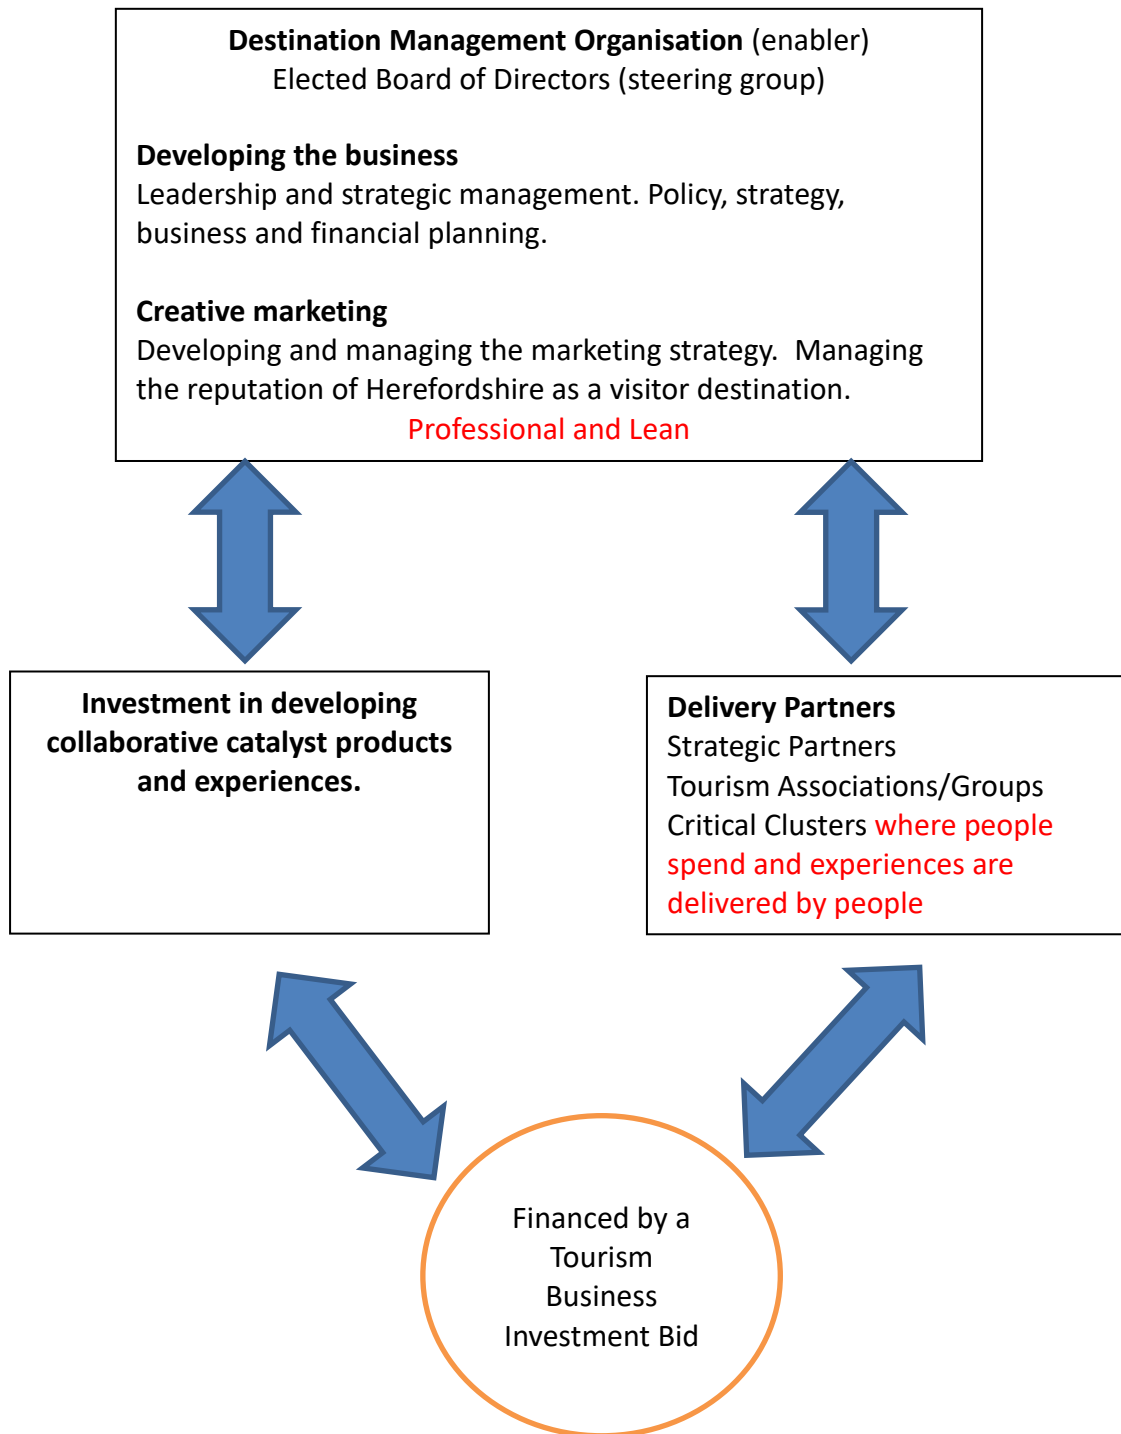 Destination Management Organisation (enabler)
Elected Board of Directors (steering group)
Developing the business
Leadership and strategic management. Policy, strategy,
business and financial planning.
Creative marketing
Developing and managing the marketing strategy.  Managing
the reputation of Herefordshire as a visitor destination.
Professional and Lean
Investment in developing
collaborative catalyst products
and experiences.
Delivery Partners
Strategic Partners
Tourism Associations/Groups
Critical Clusters where people
spend and experiences are
delivered by people
Financed by a
Tourism
Business
Investment Bid